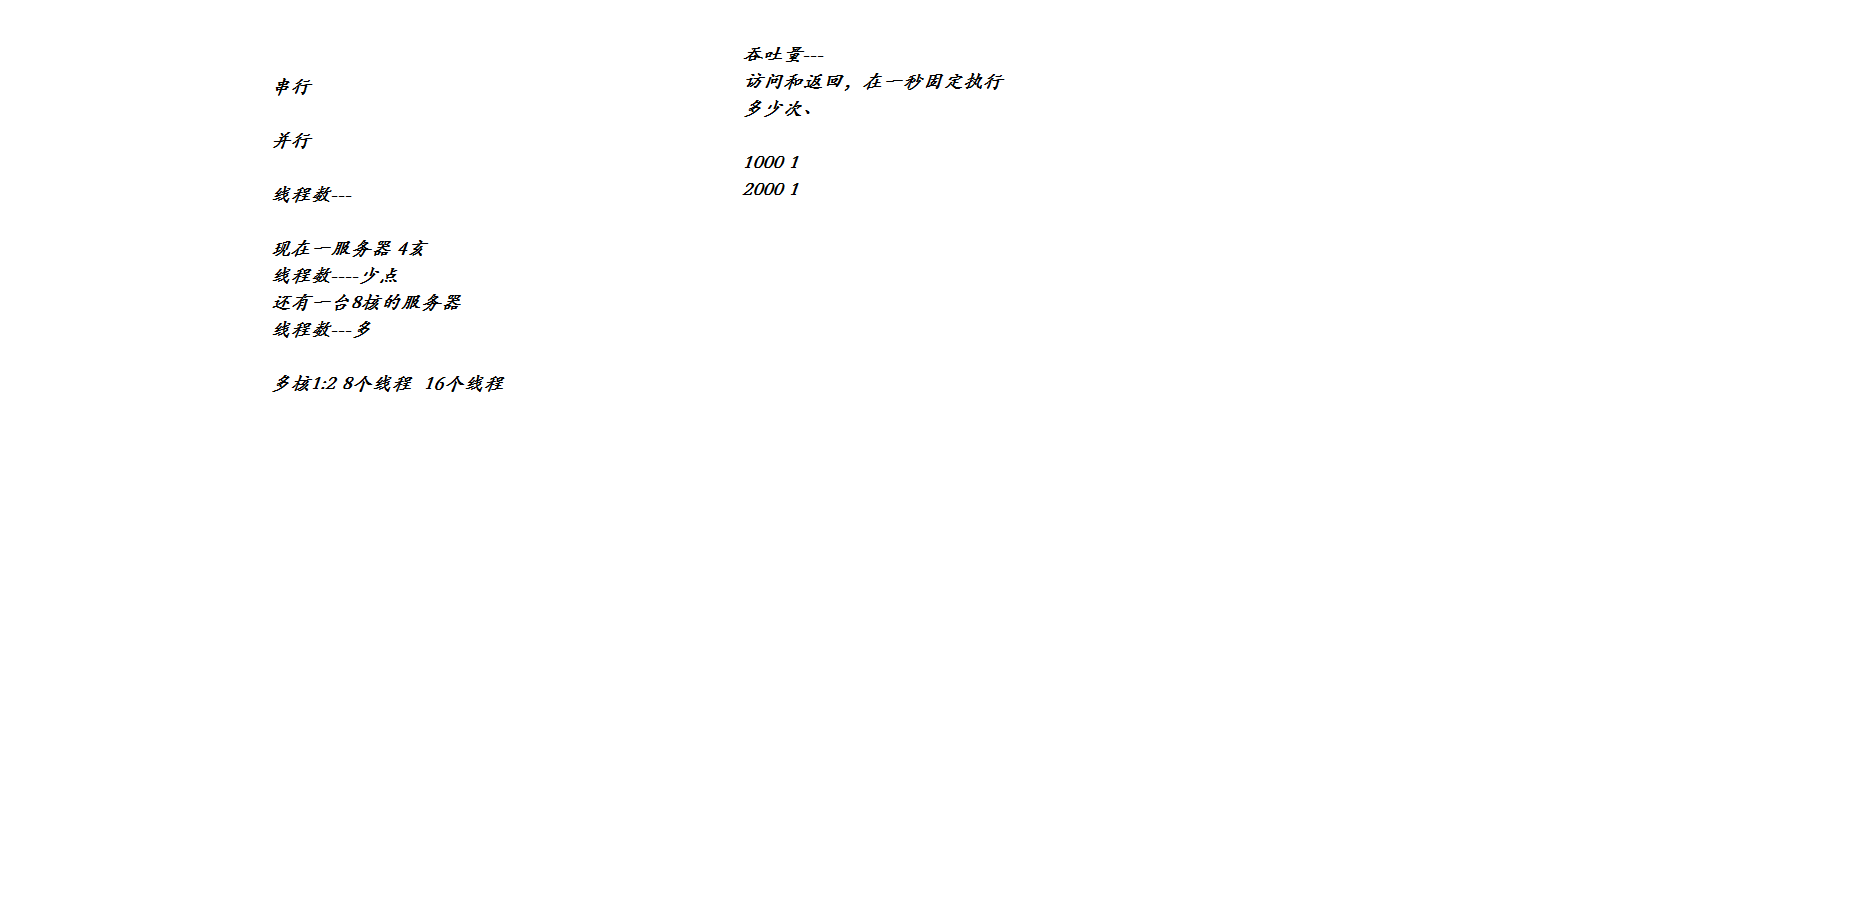 串行
并行
线程数---
现在一服务器 4亥
线程数----少点
还有一台8核的服务器
线程数---多
多核1:2 8个线程  16个线程
吞吐量---
访问和返回，在一秒固定执行
多少次、
1000 1
2000 1